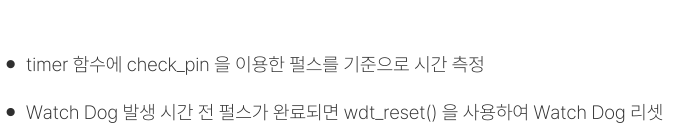 • timer 함수에 check_pin 을 이용한 펄스를 기준으로 시간 측정
• Watch Dog 발생 시간 전 펄스가 완료되면 wdt_reset() 을 사용하여 Watch Dog 리셋